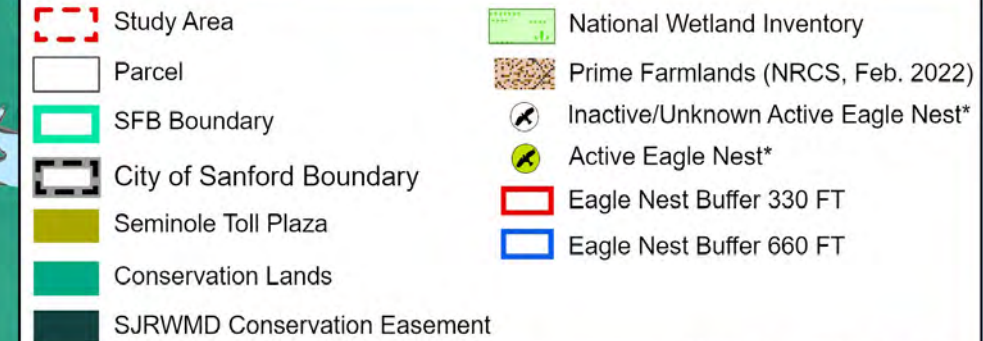 Study Area
Parcel
SFB Boundary
City of Sanford Boundary
Seminole Toll Plaza
Conservation Lands
SJRWMD Conservation Easement
National Wetland Inventory
Prime Farmlands (NRCS, Feb. 2022)
Inactive/Unknown Active Eagle Nest*
Active Eagle Nest*
Eagle Nest Buffer 330 FT
Eagle Nest Buffer 660 FT